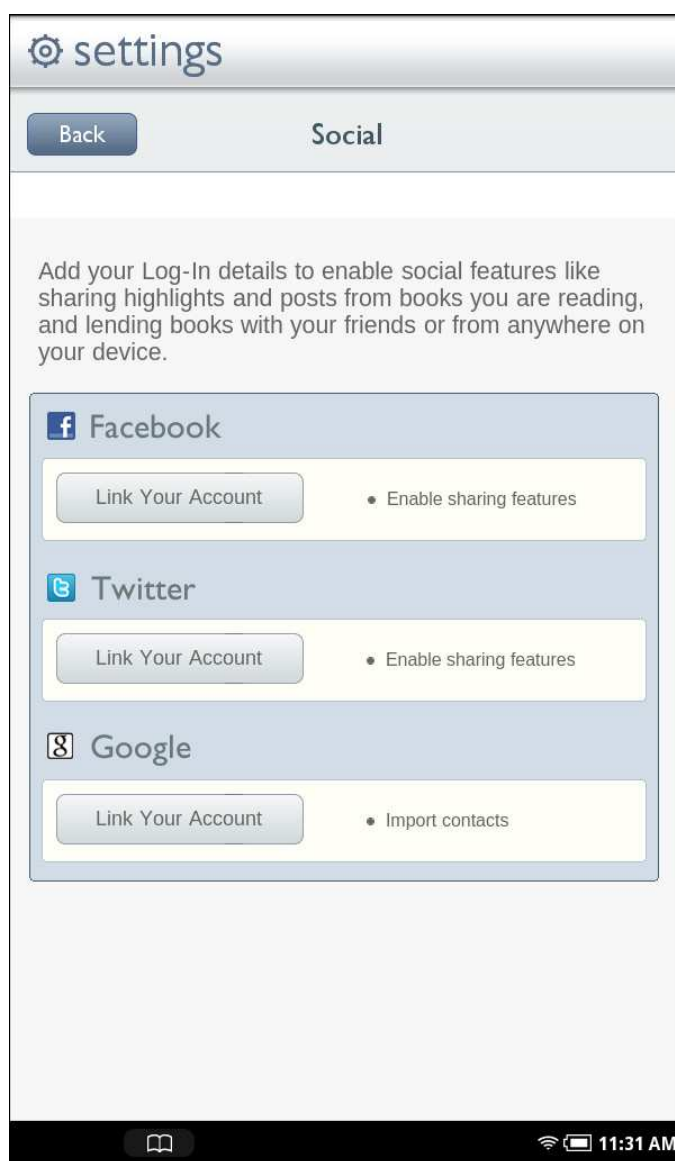 settings
Back
Social
Add your Log-In details to enable social features like
sharing highlights and posts from books you are reading,
and lending books with your friends or from anywhere on
your device.
Facebook
Link Your Account
• Enable sharing features
Twitter
Link Your Account
• Enable sharing features
Google
Link Your Account
• Import contacts
11:31 AM